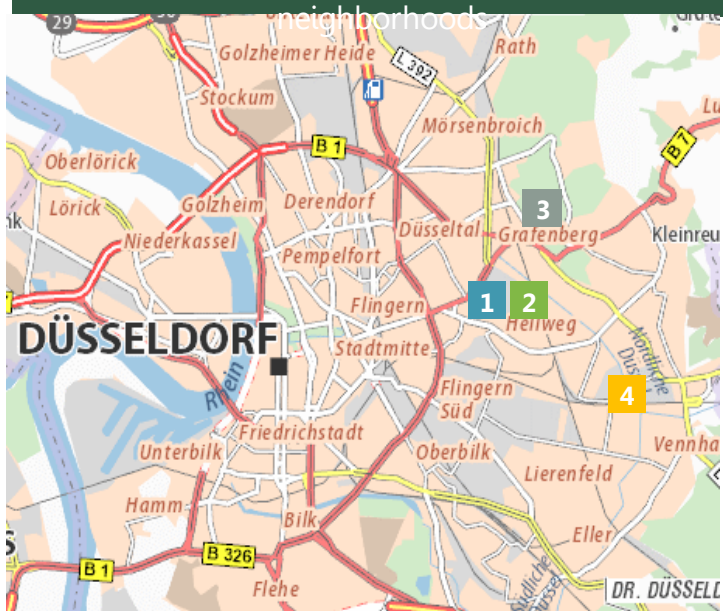 neighborhoods
29
Golzheimer Heide
Rath
L 392
Stockum
Mörsenbroich
B 1
B 7
Oberlörick
Lörick
Golzheim
Derendorf
3
Düsseltal
Grafenberg
Niederkassel
Kleinreu
Pempelfort
1
2
Flingern
Hellweg
DÜSSELDORF
Stadtmitte
Nördliche
Düs
Rhein
Flingern
Süd
4
Friedrichstadt
Unterbilk
Oberbilk
Vennha
Lierenfeld
Hamm
Bilk
Eller
B 326
B 1
Flehe
DR. DÜSSELD